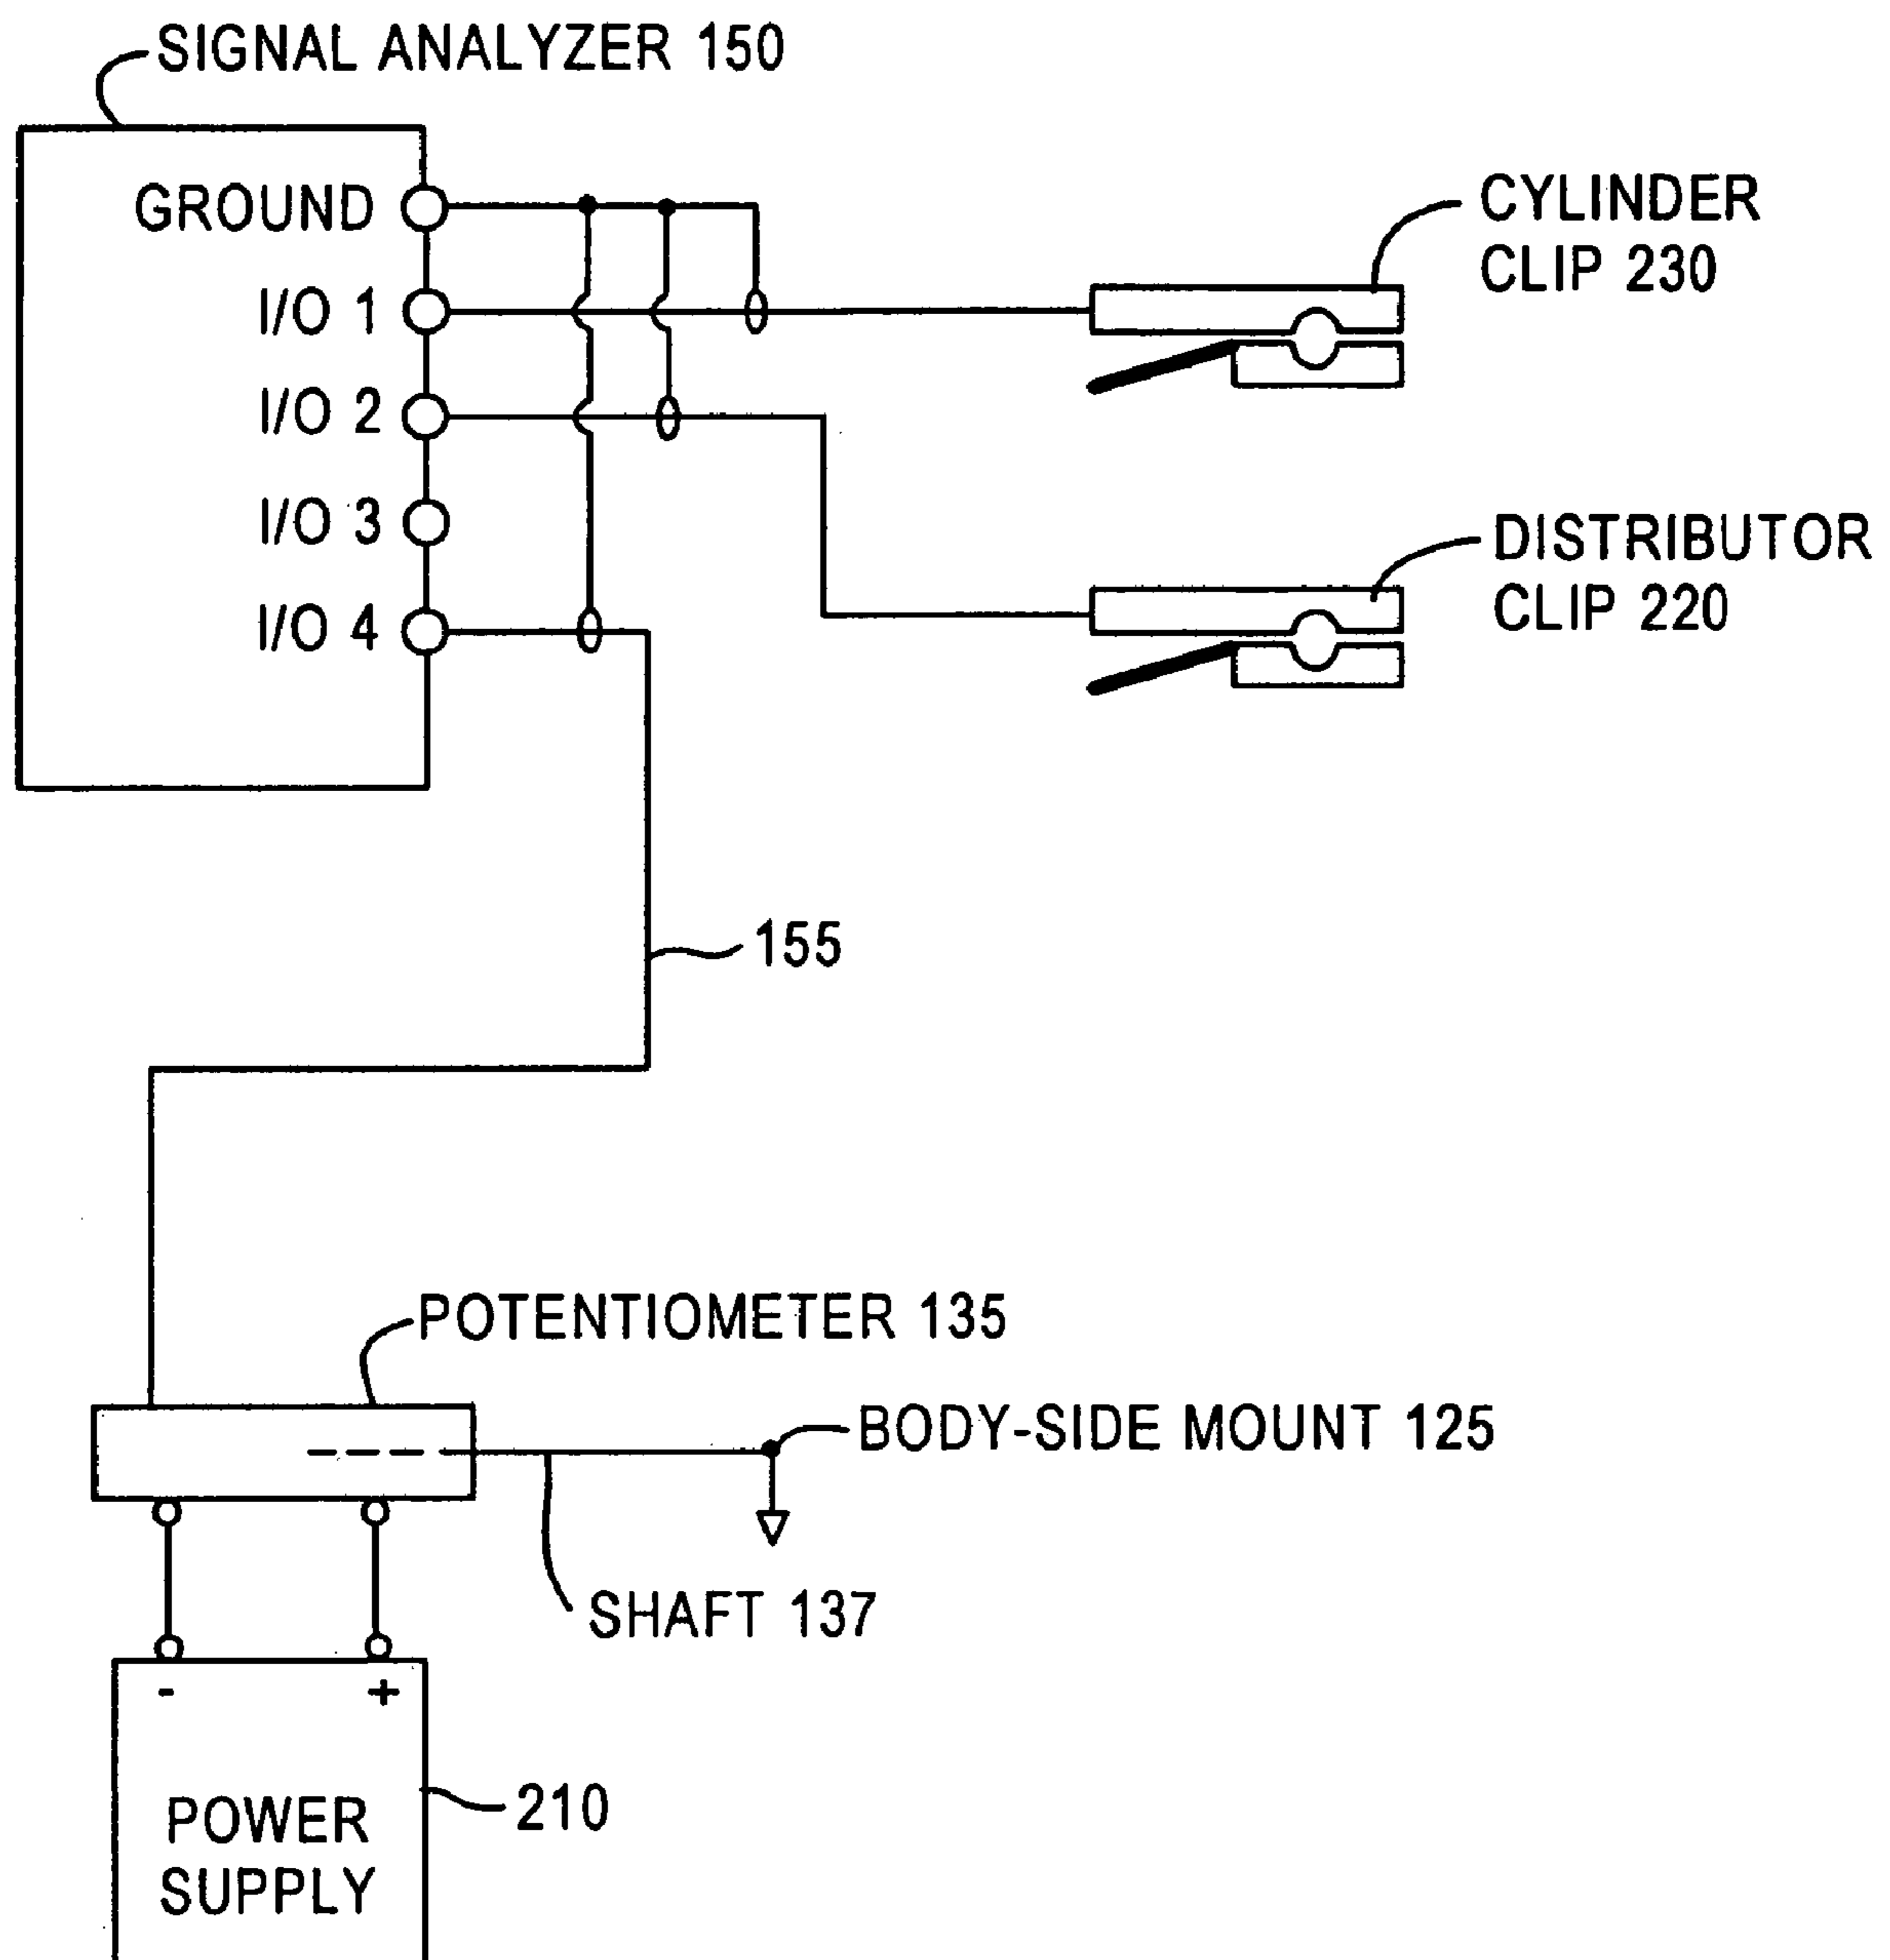 SIGNAL ANALYZER 150
GROUND
I/O 1
I/O 2
I/O 3
I/O 4
CYLINDER
CLIP 230
DISTRIBUTOR
CLIP 220
155
POTENTIOMETER 135
BODY-SIDE MOUNT 125
SHAFT 137
- +
POWER
SUPPLY
210